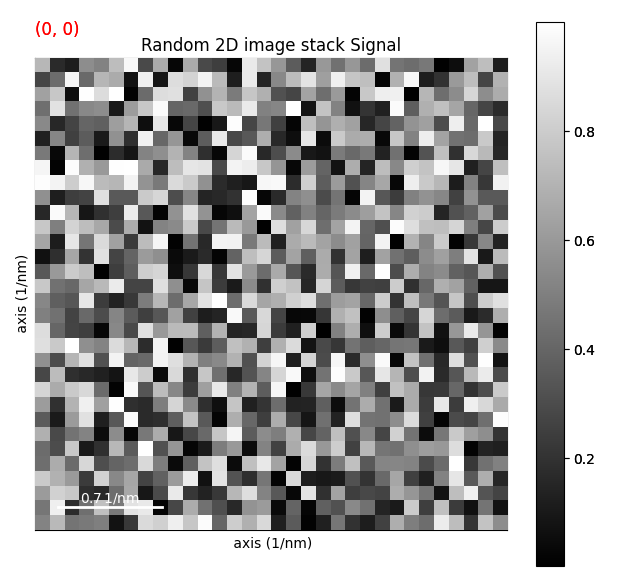 (0, 0)
Random 2D image stack Signal
axis (1/nm)
0.7 1/nm
axis (1/nm)
0.8
0.6
0.4
0.2